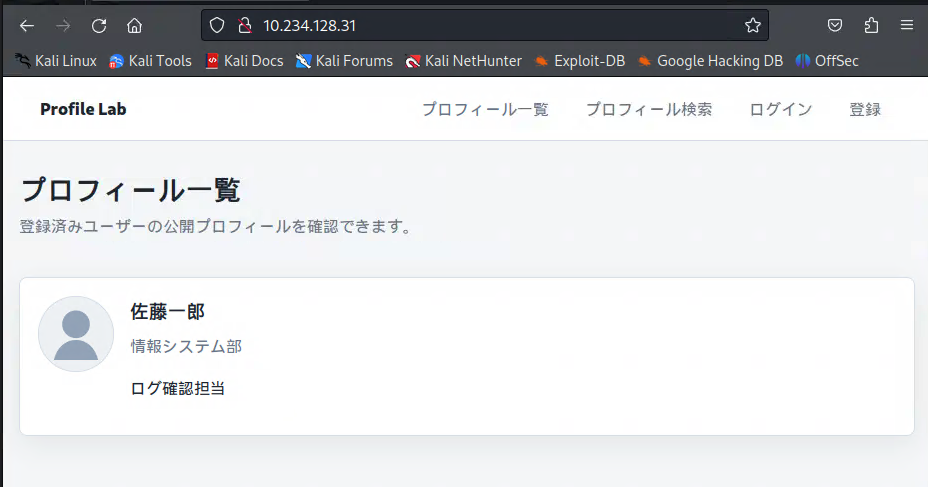 10.234.128.31
Kali Linux Kali Tools Kali Docs Kali Forums Kali NetHunter Exploit-DB Google Hacking DB OffSec
Profile Lab プロフィール一覧 プロフィール検索 ログイン 登録
プロフィール一覧
登録済みユーザーの公開プロフィールを確認できます。
佐藤一郎
情報システム部
ログ確認担当